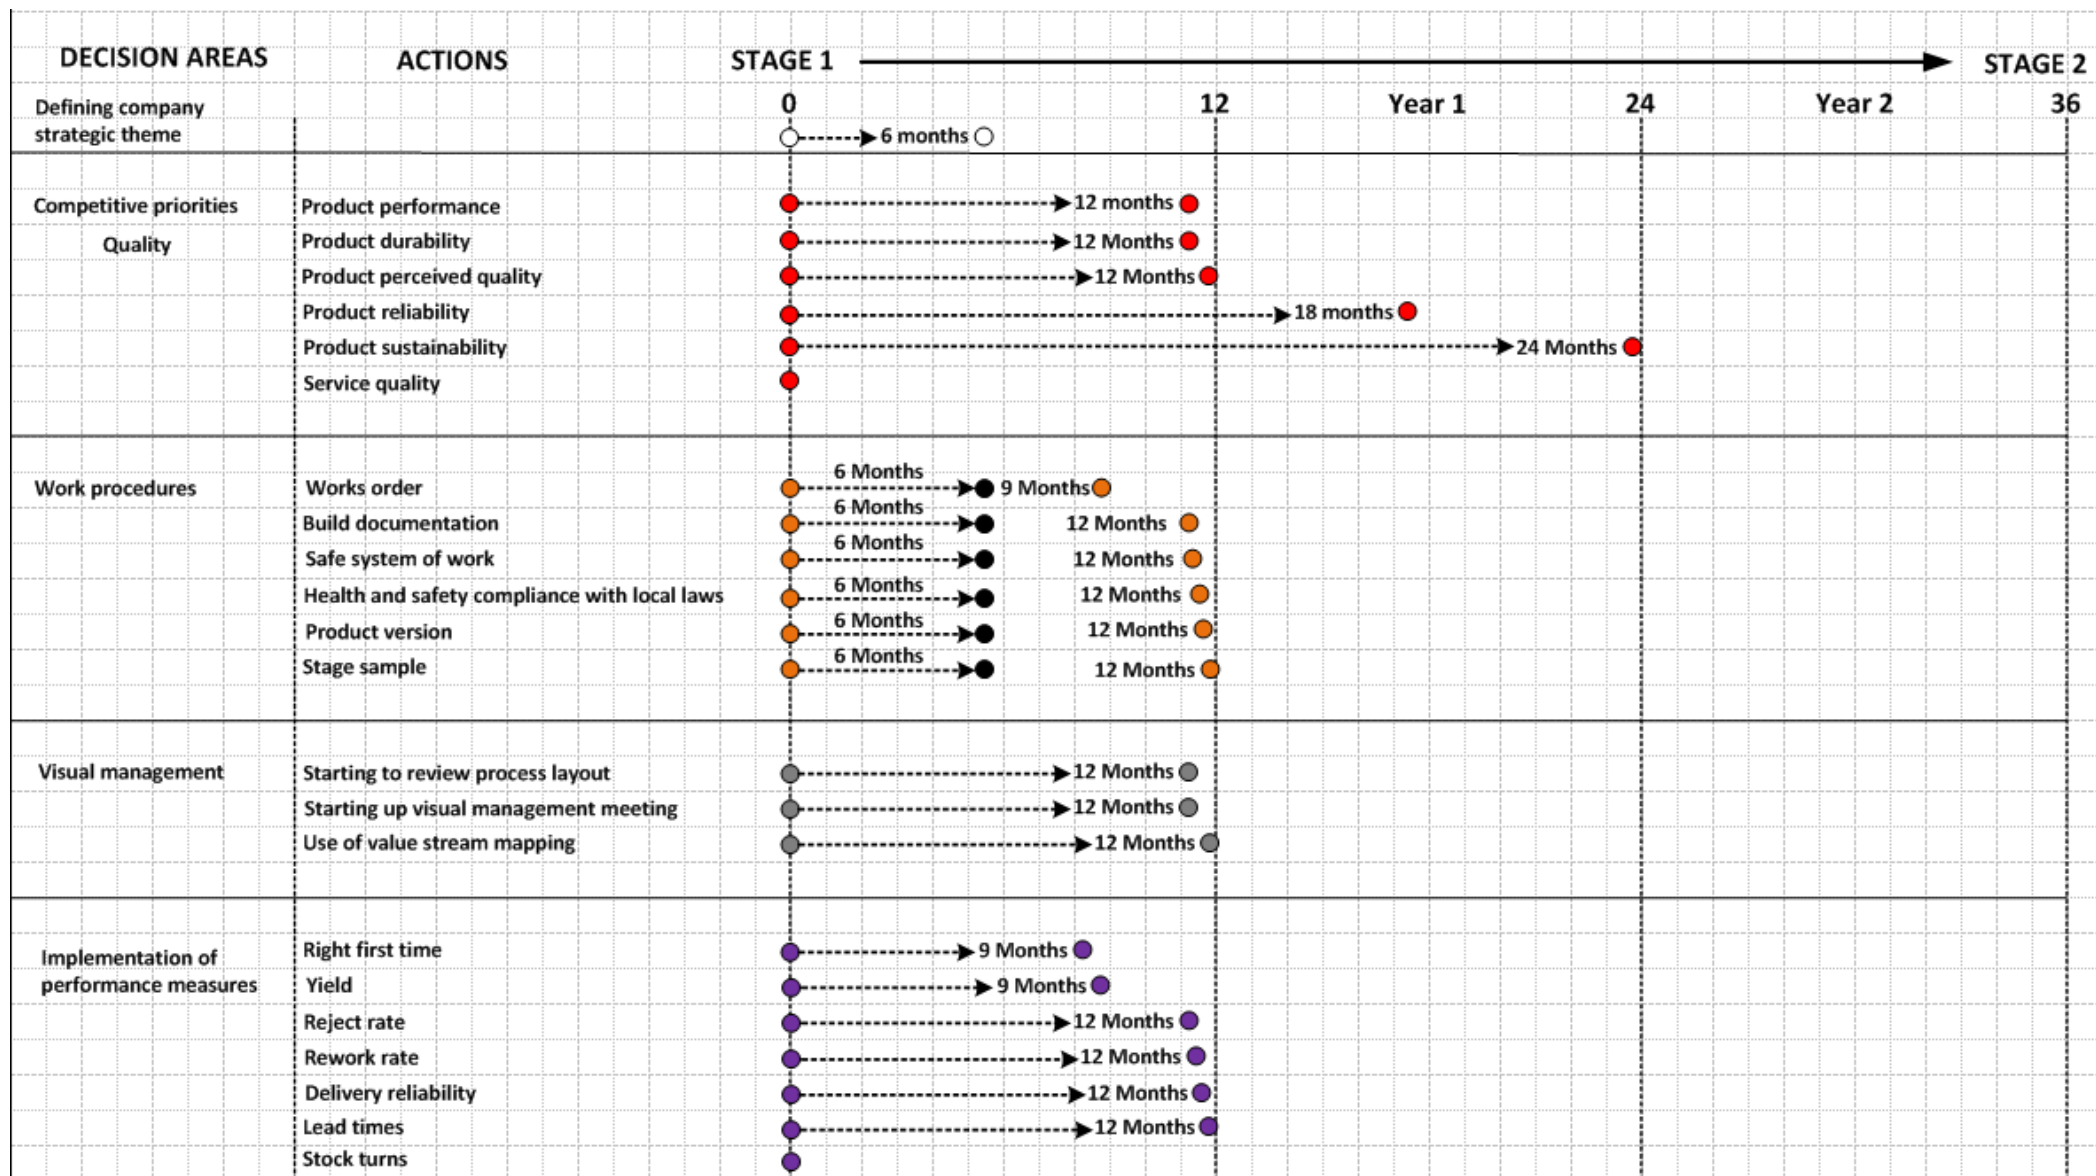 DECISION AREAS ACTIONS STAGE 1 STAGE 2
0 12 Year 1 24 Year 2 36
Defining company
strategic theme 6 months
Competitive priorities Product performance 12 months
Quality Product durability 12 Months
Product perceived quality 12 Months
Product reliability 18 months
Product sustainability 24 Months
Service quality
6 Months
Work procedures Works order 9 Months
6 Months
Build documentation 12 Months
6 Months
Safe system of work 12 Months
6 Months
Health and safety compliance with local laws 12 Months
6 Months
Product version 12 Months
6 Months
Stage sample 12 Months
Visual management Starting to review process layout 12 Months
Starting up visual management meeting 12 Months
Use of value stream mapping 12 Months
Implementation of Right first time 9 Months
performance measures Yield 9 Months
Reject rate 12 Months
Rework rate 12 Months
Delivery reliability 12 Months
Lead times 12 Months
Stock turns